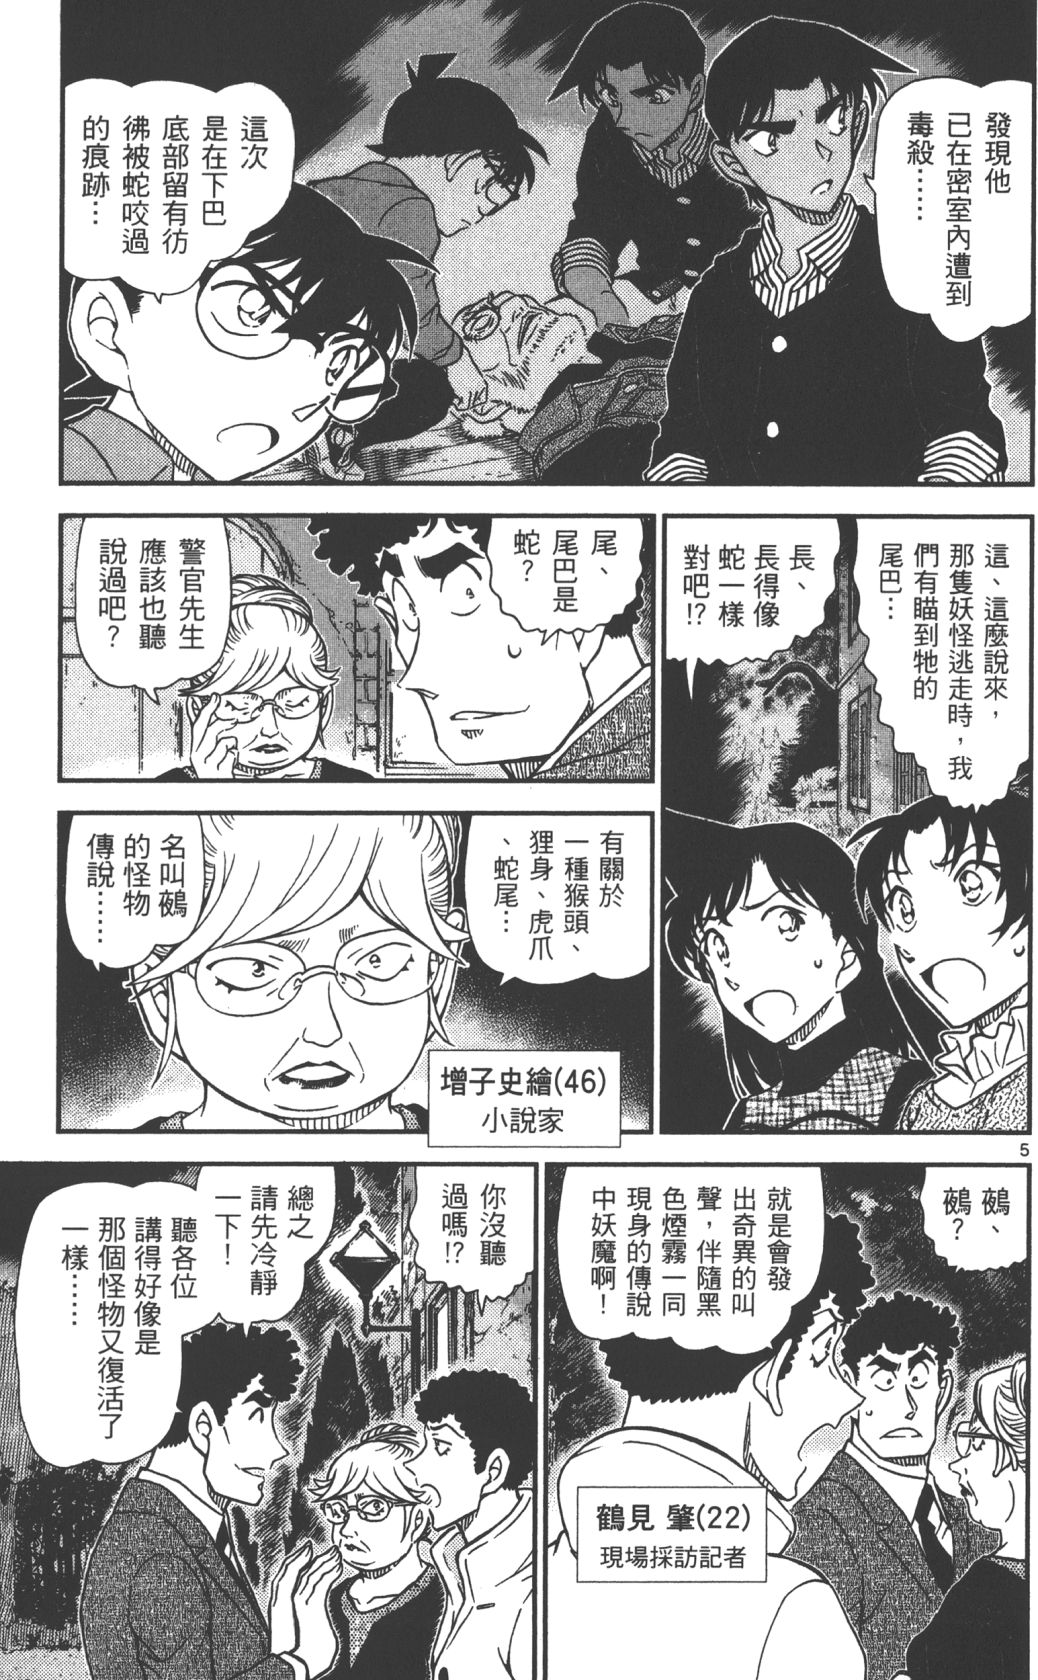 發現他
已在密室內遭到
毒殺……
這次
是在下巴
底部留有彷
彿被蛇咬過
的痕跡…
這、這麼說來，
那隻妖怪逃走時，我
們有瞄到牠的
尾巴…
長、
長得像
蛇一樣
對吧!?
尾、
尾巴是
蛇？
警官先生
應該也聽
說過吧？
有關於
一種猴頭、
狸身、虎爪
、蛇尾…
名叫鵺
的怪物
傳說……
增子史繪(46)
小說家
5
鵺、
鵺？
就是會發
出奇異的叫
聲，伴隨黑
色煙霧一同
現身的傳說
中妖魔啊！
鶴見 肇(22)
現場採訪記者
你沒聽
過嗎!?
總之
請先冷靜
一下！
聽各位
講得好像是
那個怪物又復活了
一樣……